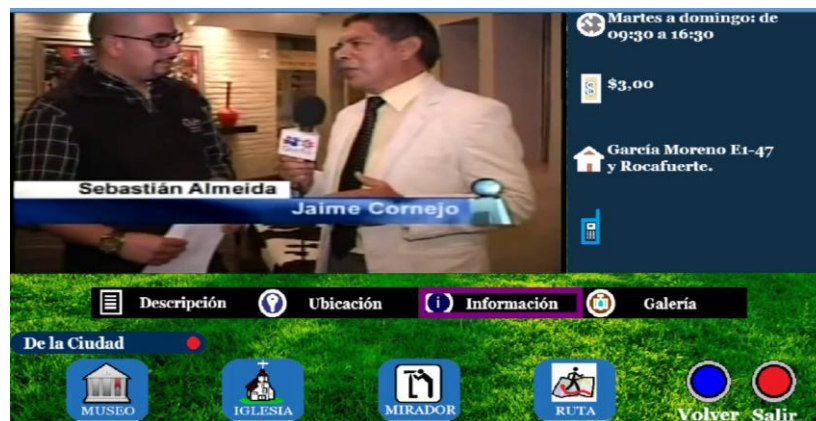 Martes a domingo: de
09:30 a 16:30
$3,00
García Moreno E1-47
y Rocafuerte.
Sebastián Almeida
Jaime Cornejo
Descripción
Ubicación
Información
Galería
De la Ciudad
MUSEO
IGLESIA
MIRADOR
RUTA
Volver
Salir